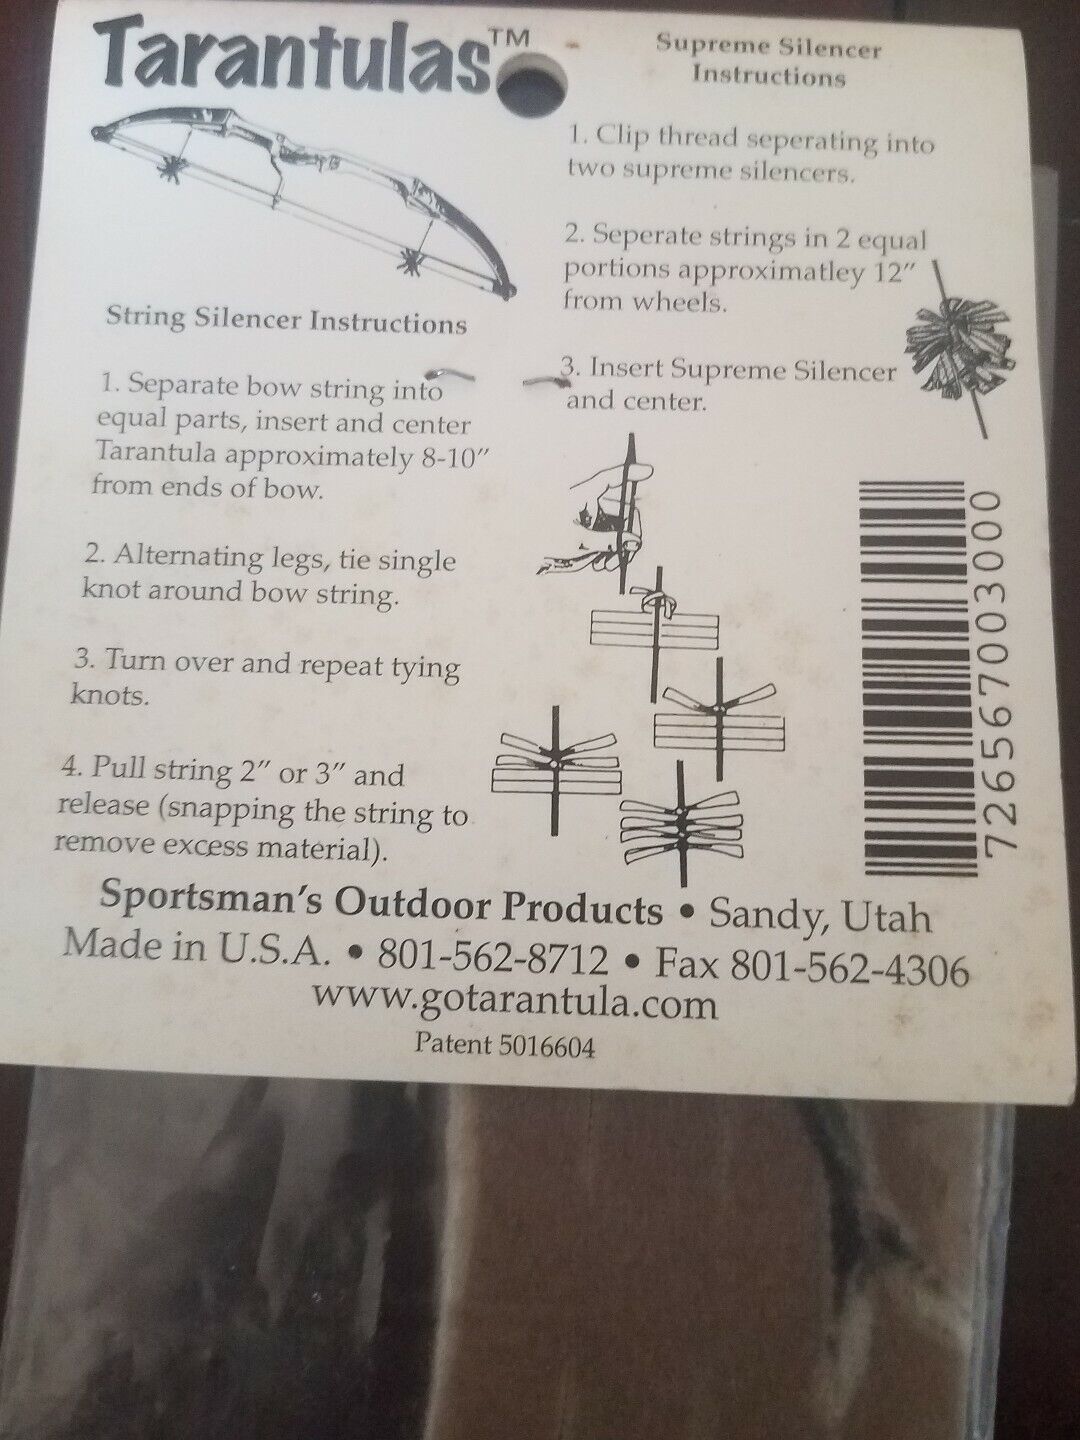 Tarantulas™
String Silencer Instructions
1. Separate bow string into
equal parts, insert and center
Tarantula approximately 8-10"
from ends of bow.
2. Alternating legs, tie single
knot around bow string.
3. Turn over and repeat tying
knots.
4. Pull string 2" or 3" and
release (snapping the string to
remove excess material).
Supreme Silencer
Instructions
1. Clip thread seperating into
two supreme silencers.
2. Seperate strings in 2 equal
portions approximatley 12"
from wheels.
3. Insert Supreme Silencer
and center.
726567003000
Sportsman's Outdoor Products • Sandy, Utah
Made in U.S.A. • 801-562-8712 • Fax 801-562-4306
www.gotarantula.com
Patent 5016604